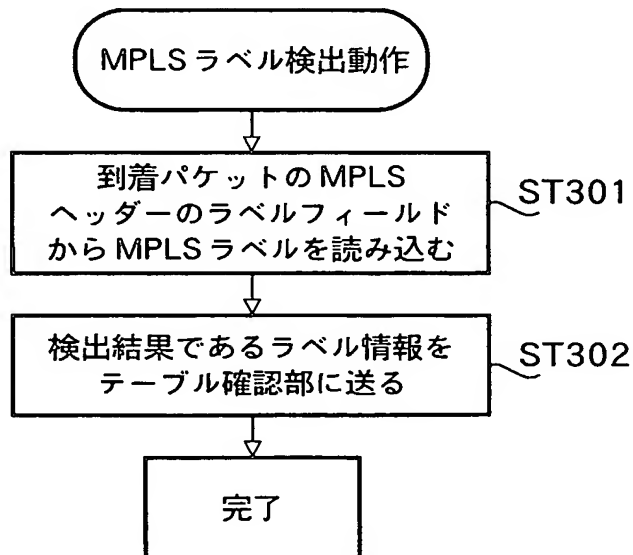 MPLSラベル検出動作
到着パケットのMPLS
ヘッダーのラベルフィールド
からMPLSラベルを読み込む
ST301
検出結果であるラベル情報を
テーブル確認部に送る
ST302
完了